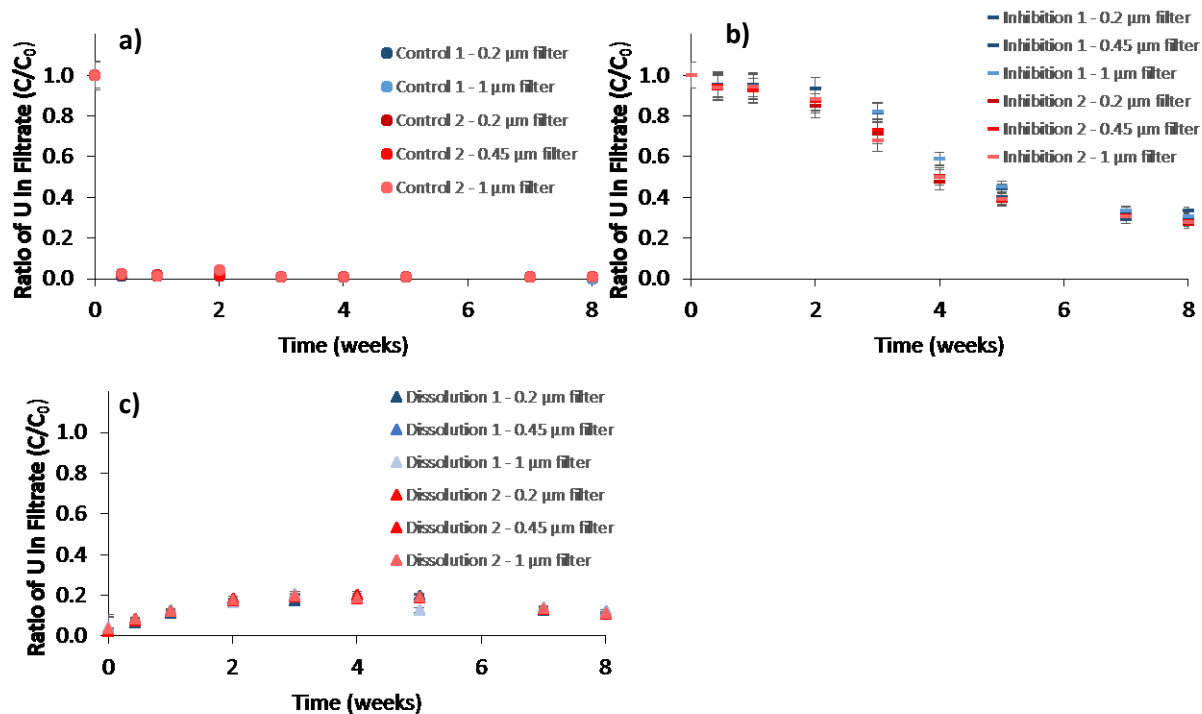 a)
Control 1 - 0.2 µm filter
Control 1 - 1 µm filter
Control 2 - 0.2 µm filter
Control 2 - 0.45 µm filter
Control 2 - 1 µm filter
Ratio of U in Filtrate (C/C₀)
1.0
0.8
0.6
0.4
0.2
0.0
0
2
4
6
8
Time (weeks)
b)
Inhibition 1 - 0.2 µm filter
Inhibition 1 - 0.45 µm filter
Inhibition 1 - 1 µm filter
Inhibition 2 - 0.2 µm filter
Inhibition 2 - 0.45 µm filter
Inhibition 2 - 1 µm filter
Ratio of U in Filtrate (C/C₀)
1.0
0.8
0.6
0.4
0.2
0.0
0
2
4
6
8
Time (weeks)
c)
Dissolution 1 - 0.2 µm filter
Dissolution 1 - 0.45 µm filter
Dissolution 1 - 1 µm filter
Dissolution 2 - 0.2 µm filter
Dissolution 2 - 0.45 µm filter
Dissolution 2 - 1 µm filter
Ratio of U in Filtrate (C/C₀)
1.0
0.8
0.6
0.4
0.2
0.0
0
2
4
6
8
Time (weeks)